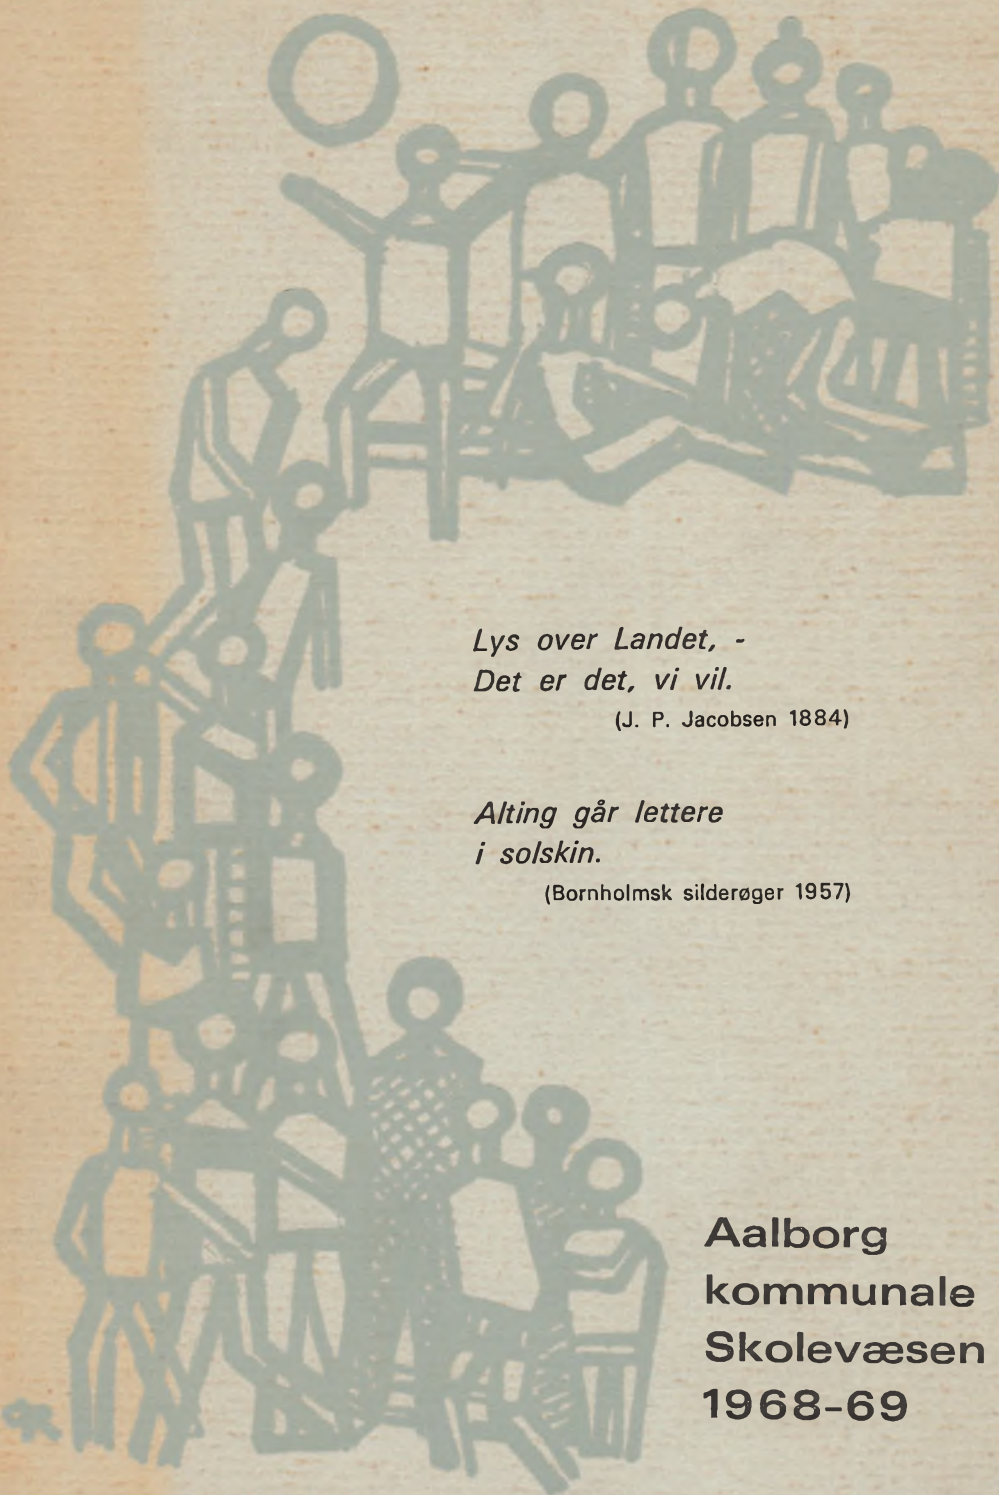 Lys over Landet, -
Det er det, vi vil.
(J. P. Jacobsen 1884)
Alting går lettere
i solskin.
(Bornholmsk silderøger 1957)
Aalborg
kommunale
Skolevæsen
1968-69